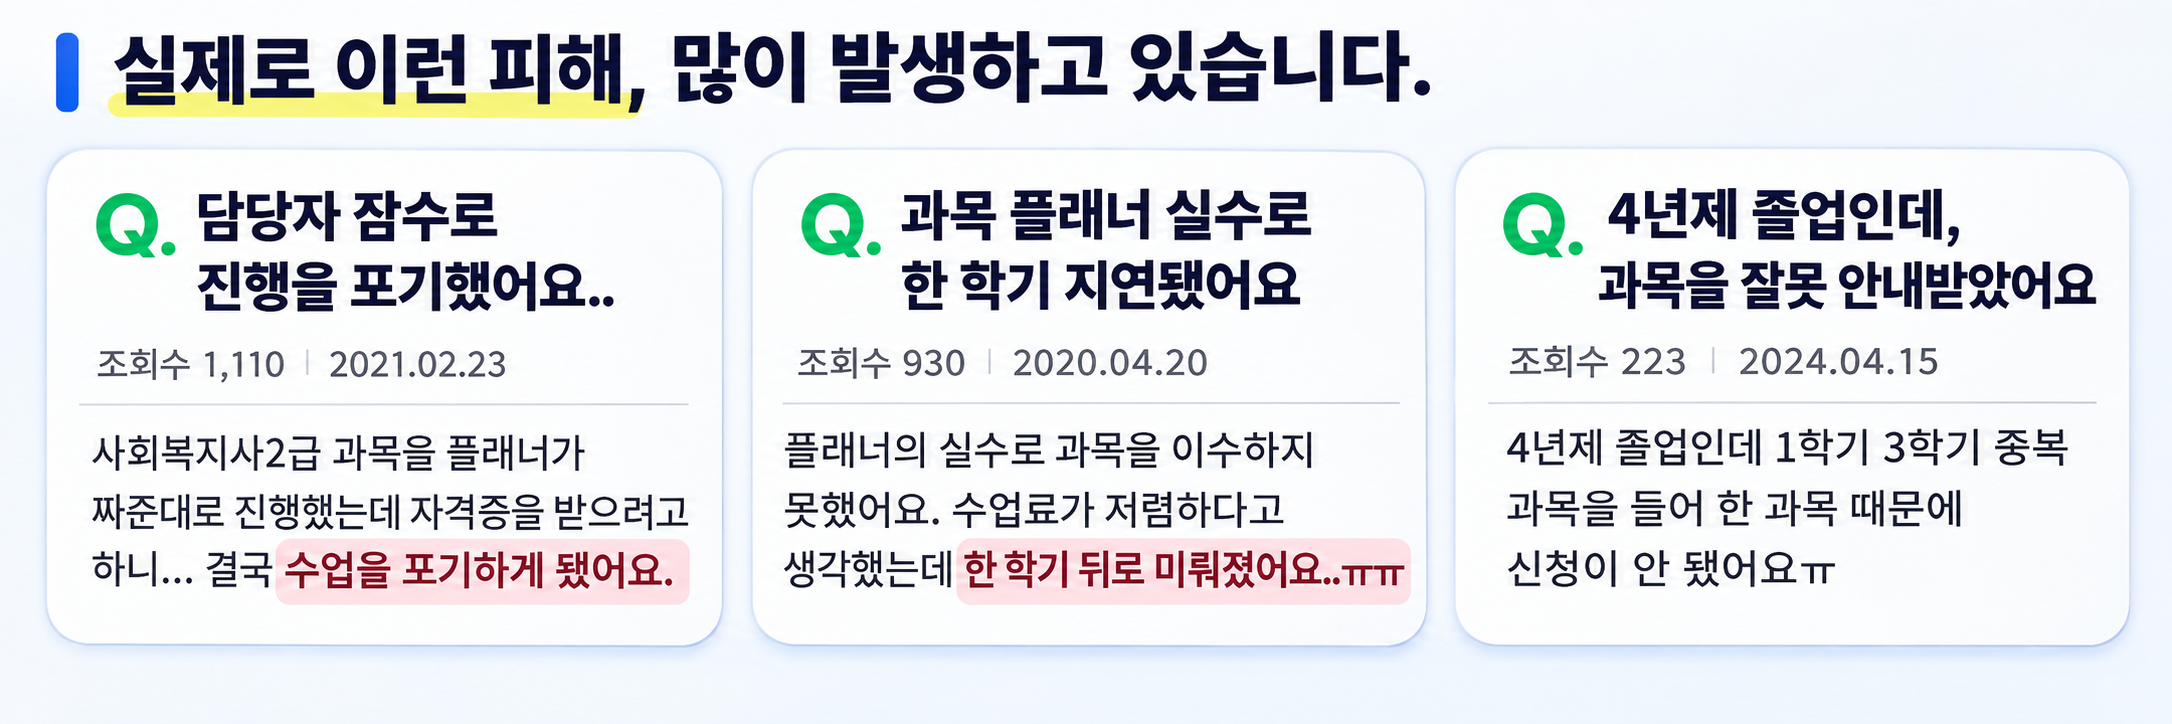 실제로 이런 피해, 많이 발생하고 있습니다.
Q. 담당자 잠수로
진행을 포기했어요..
조회수 1,110 | 2021.02.23
사회복지사2급 과목을 플래너가
짜준대로 진행했는데 자격증을 받으려고
하니... 결국 수업을 포기하게 됐어요.
Q. 과목 플래너 실수로
한 학기 지연됐어요
조회수 930 | 2020.04.20
플래너의 실수로 과목을 이수하지
못했어요. 수업료가 저렴하다고
생각했는데 한 학기 뒤로 미뤄졌어요..ㅠㅠ
Q. 4년제 졸업인데,
과목을 잘못 안내받았어요
조회수 223 | 2024.04.15
4년제 졸업인데 1학기 3학기 중복
과목을 들어 한 과목 때문에
신청이 안 됐어요ㅠ